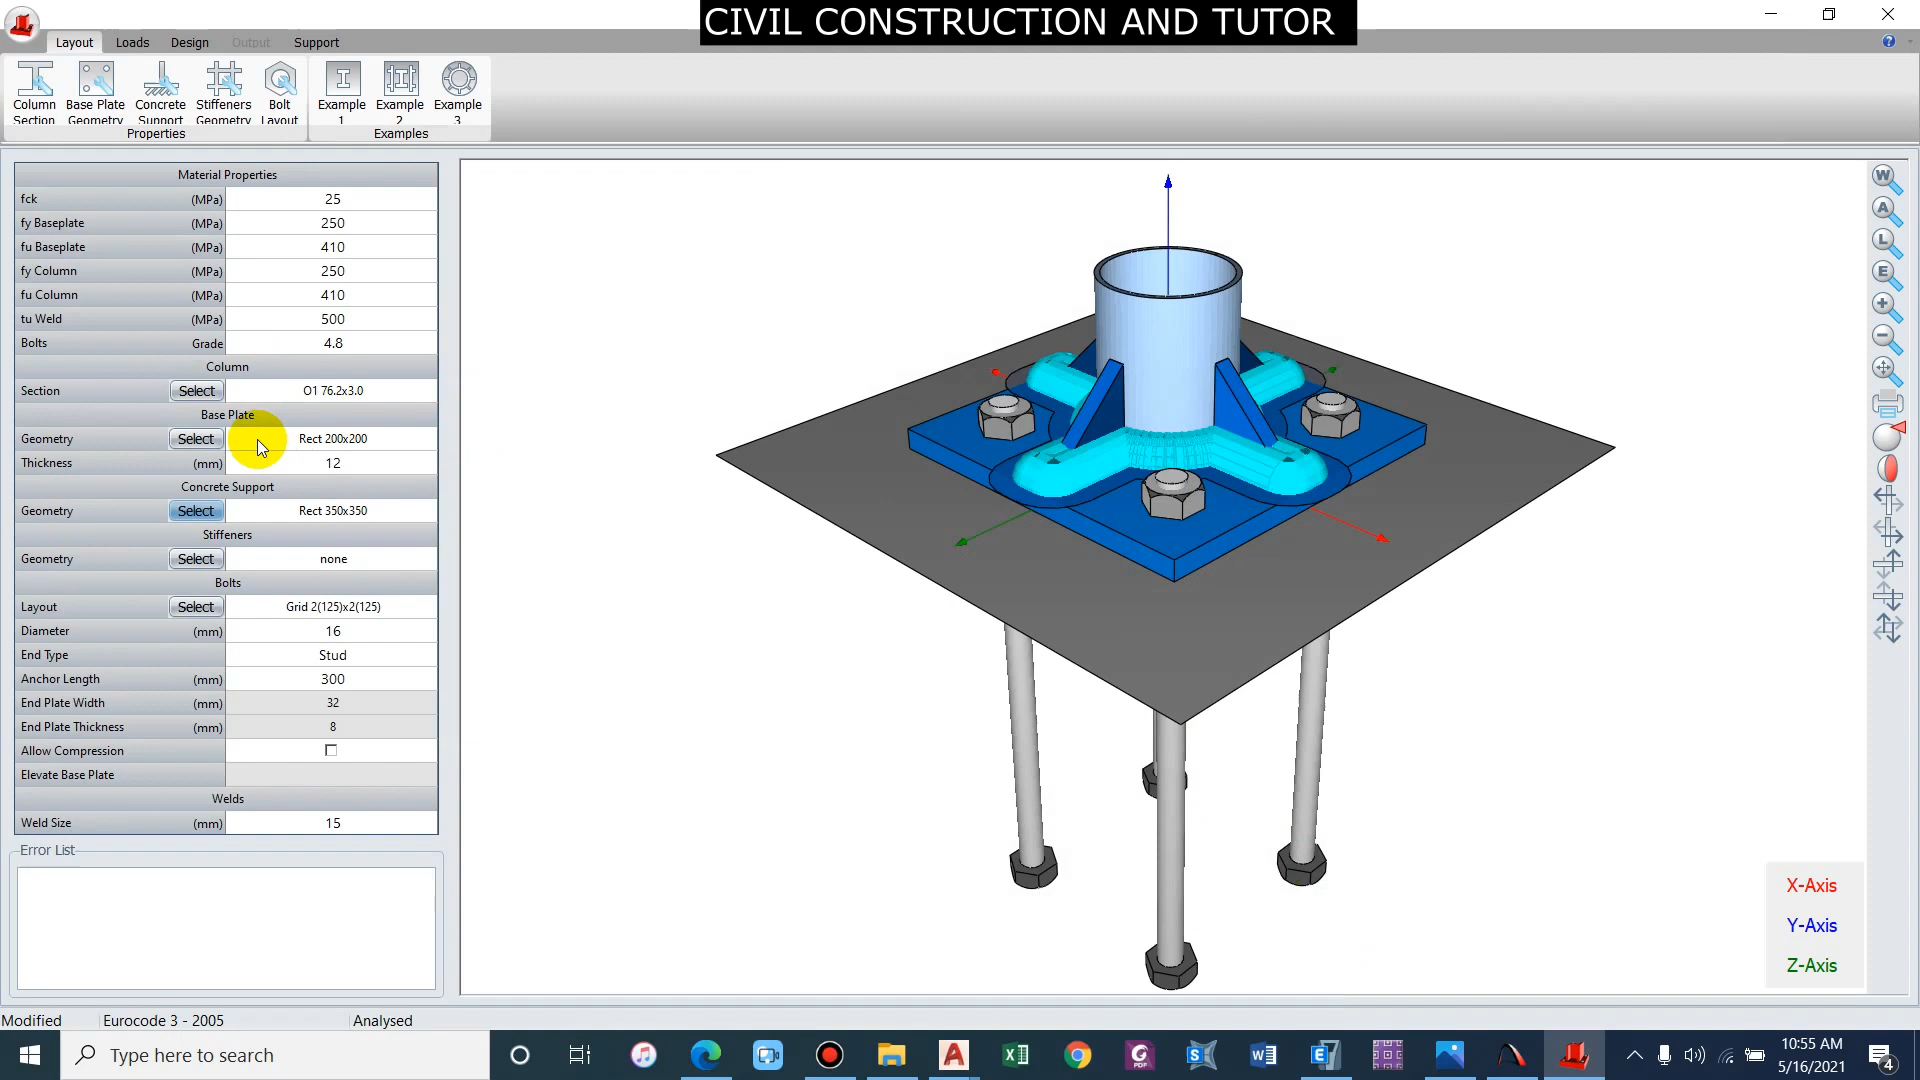 CIVIL CONSTRUCTION AND TUTOR
Layout Loads Design Output Support
Column Section
Base Plate Geometry
Concrete Support
Stiffeners Geometry
Bolt Layout
Example 1
Example 2
Example 3
Properties
Examples
Material Properties
fck (MPa) 25
fy Baseplate (MPa) 250
fu Baseplate (MPa) 410
fy Column (MPa) 250
fu Column (MPa) 410
tu Weld (MPa) 500
Bolts Grade 4.8
Column
Section Select O1 76.2x3.0
Base Plate
Geometry Select Rect 200x200
Thickness (mm) 12
Concrete Support
Geometry Select Rect 350x350
Stiffeners
Geometry Select none
Bolts
Layout Select Grid 2(125)x2(125)
Diameter (mm) 16
End Type Stud
Anchor Length (mm) 300
End Plate Width (mm) 32
End Plate Thickness (mm) 8
Allow Compression
Elevate Base Plate
Welds
Weld Size (mm) 15
Error List
W
A
L
E
X-Axis
Y-Axis
Z-Axis
Modified Eurocode 3 - 2005 Analysed
Type here to search
10:55 AM
5/16/2021
4